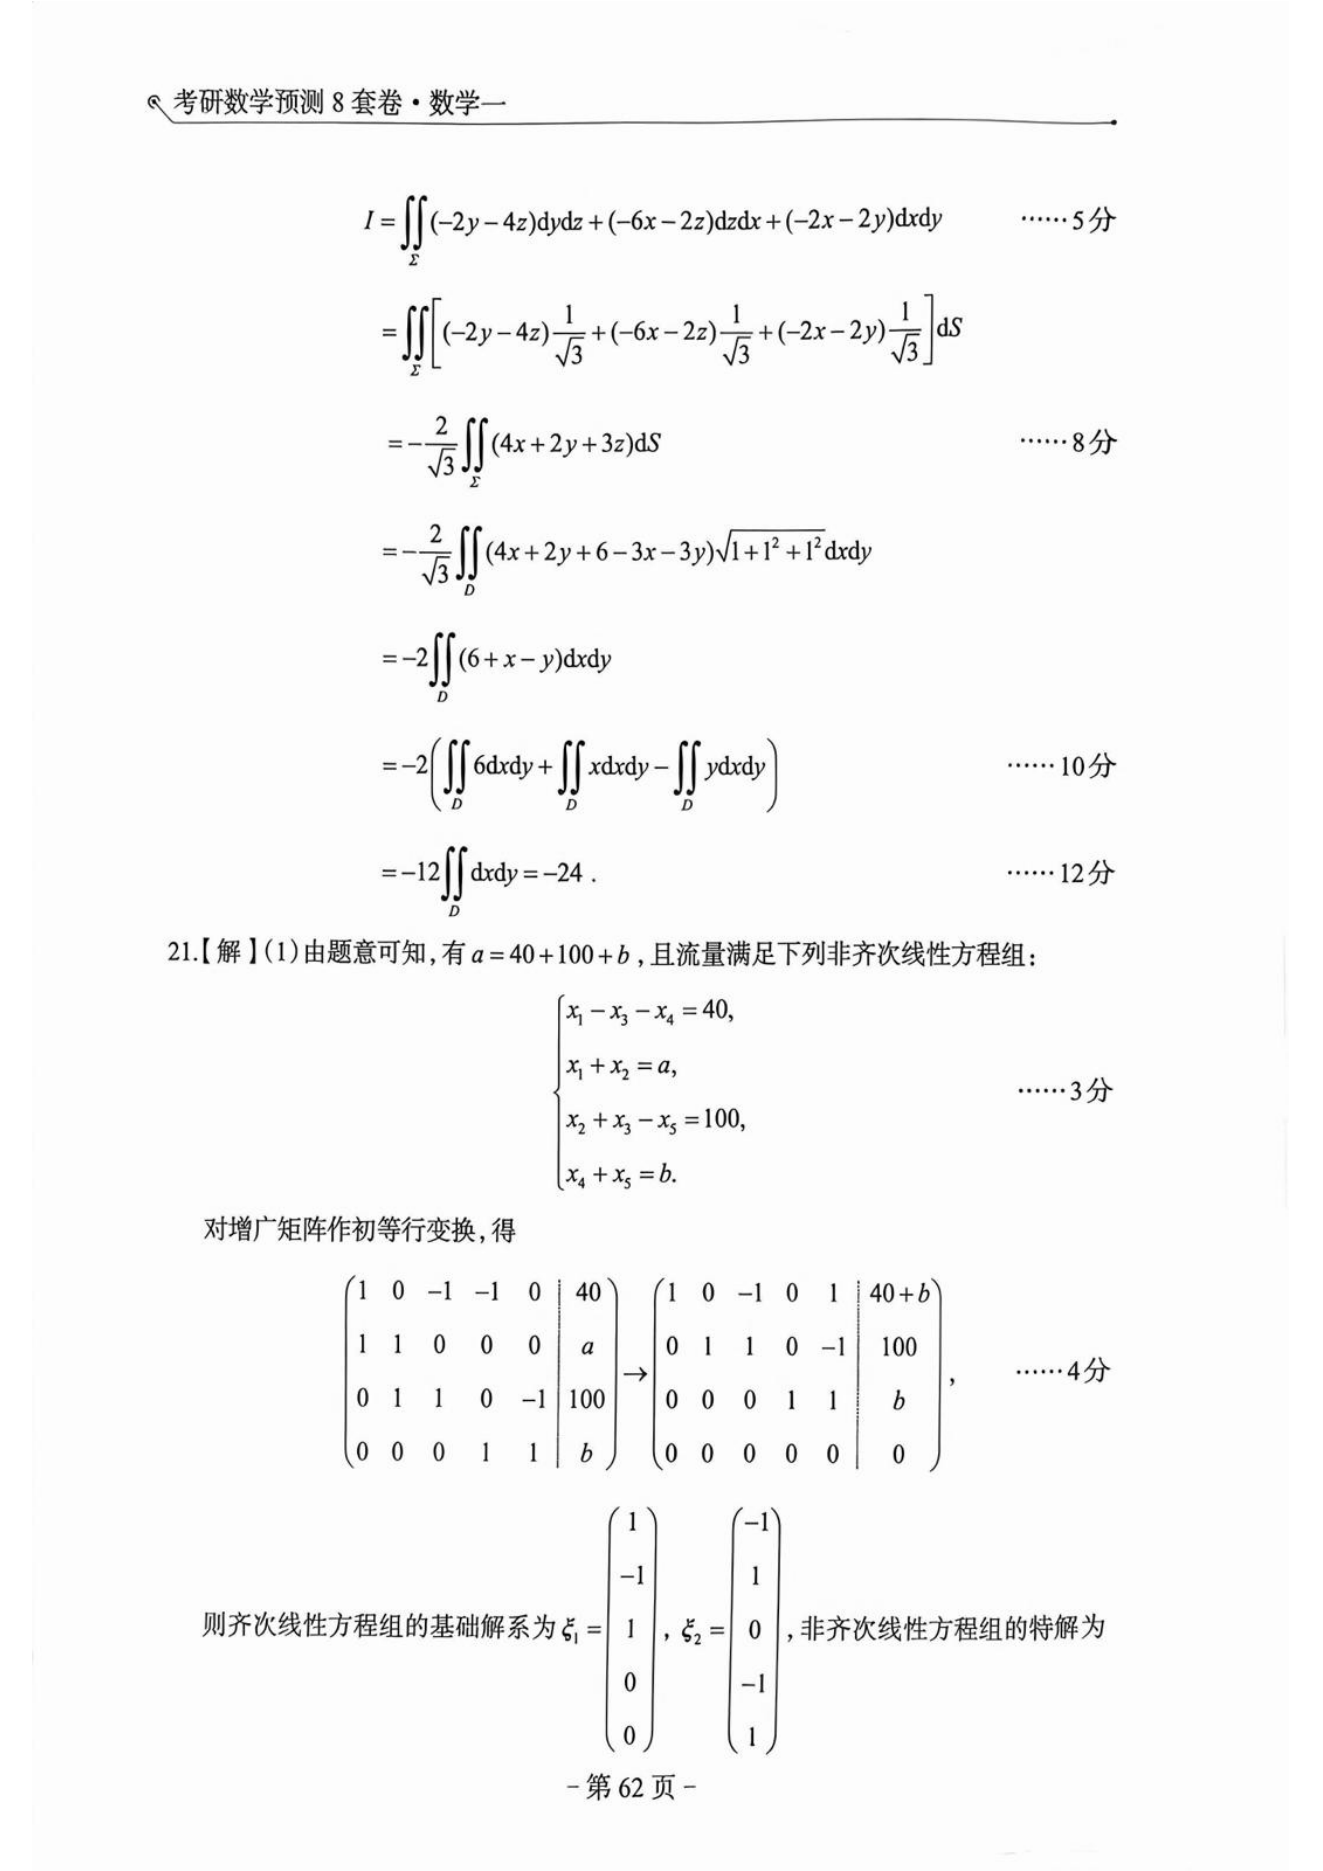 考研数学预测 8 套卷·数学一
I = ∬_Σ (−2y − 4z)dydz + (−6x − 2z)dzdx + (−2x − 2y)dxdy ……5分
= ∬_Σ [(−2y − 4z) 1/√3 + (−6x − 2z) 1/√3 + (−2x − 2y) 1/√3] dS
= −2/√3 ∬_Σ (4x + 2y + 3z)dS ……8分
= −2/√3 ∬_D (4x + 2y + 6 − 3x − 3y)√(1 + 1² + 1²) dxdy
= −2∬_D (6 + x − y)dxdy
= −2(∬_D 6dxdy + ∬_D xdxdy − ∬_D ydxdy) ……10分
= −12∬_D dxdy = −24 . ……12分
21.【解】(1)由题意可知,有 a = 40 + 100 + b ,且流量满足下列非齐次线性方程组:
x₁ − x₃ − x₄ = 40,
x₁ + x₂ = a,
……3分
x₂ + x₃ − x₅ = 100,
x₄ + x₅ = b.
对增广矩阵作初等行变换,得
1 0 −1 −1 0 40 1 0 −1 0 1 40+b
1 1 0 0 0 a 0 1 1 0 −1 100
→ , ……4分
0 1 1 0 −1 100 0 0 0 1 1 b
0 0 0 1 1 b 0 0 0 0 0 0
1 −1
−1 1
则齐次线性方程组的基础解系为 ξ₁ = 1 , ξ₂ = 0 ,非齐次线性方程组的特解为
0 −1
0 1
- 第 62 页 -